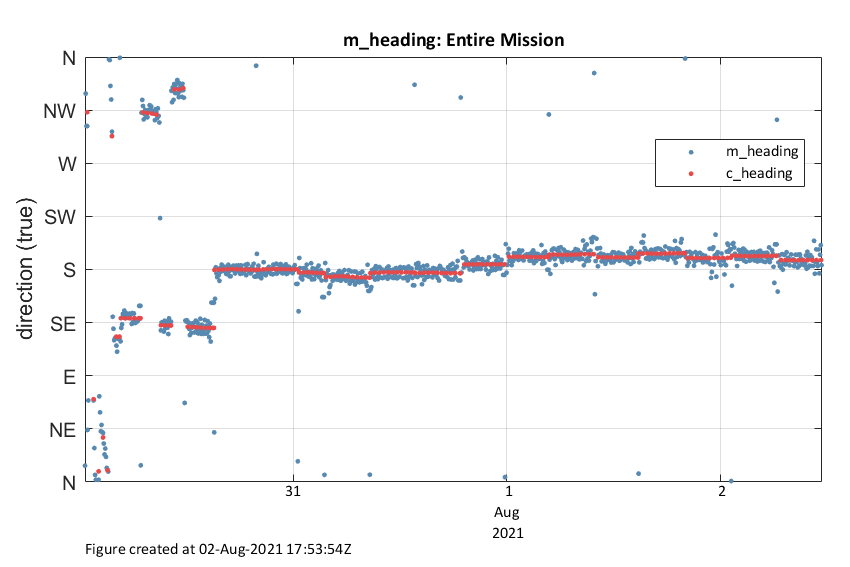 m_heading: Entire Mission
direction (true)
N
NW
W
SW
S
SE
E
NE
N
m_heading
c_heading
31
1
2
Aug
2021
Figure created at 02-Aug-2021 17:53:54Z